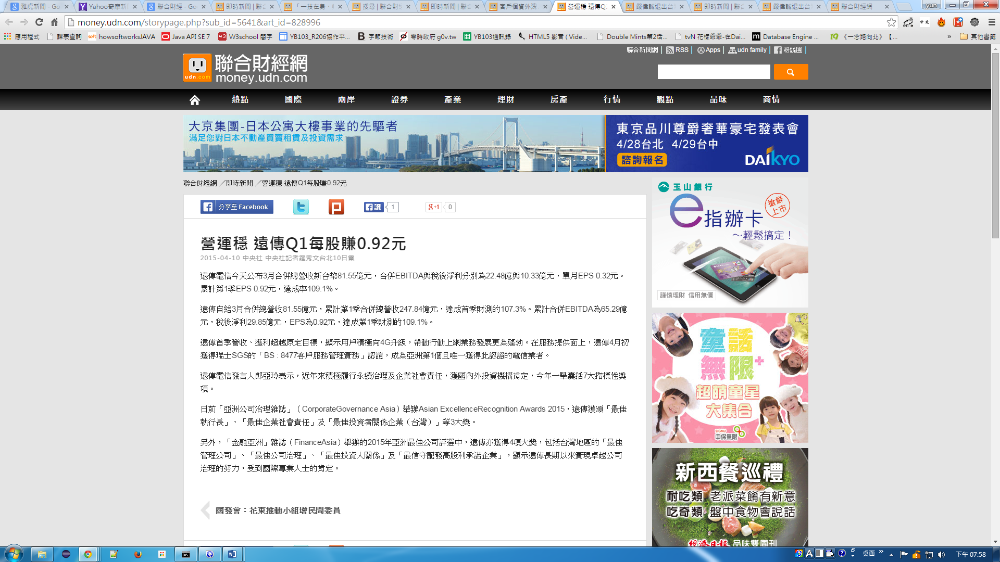 雅虎新聞 - Go
Yahoo奇摩新
聯合財經 - Go
即時新聞 | 聯合
「一技在身、
搜尋 | 聯合財
即時新聞 | 聯
客戶個資外洩
營運穩 遠傳Q
嚴偉誠退出台
即時新聞 | 聯合
嚴偉誠退出台
聯合財經網
yun
money.udn.com/storypage.php?sub_id=5641&art_id=828996
應用程式
課表查詢
howsoftworksJAVA
Java API SE 7
W3school 簡字
YB103_R206協作平...
字節技術
零時政府 g0v.tw
YB103通訊錄
HTML5 影音 ( Vide...
Double Mints第2话...
tvN 花樣爺爺-在Dai...
Database Engine ...
《一念路向北》【...
其他書籤
聯合新聞網 | RSS | Apps | udn family | 粉絲團 |
udn.com
聯合財經網
money.udn.com
熱點 國際 兩岸 證券 產業 理財 房產 行情 觀點 品味 商情
大京集團-日本公寓大樓事業的先驅者
滿足您對日本不動產買賣租賃及投資需求
東京品川尊爵奢華豪宅發表會
4/28台北 4/29台中
諮詢報名
DAIKYO
聯合財經網 ／即時新聞 ／營運穩 遠傳Q1每股賺0.92元
分享至 Facebook
讚 1
g+1 0
營運穩 遠傳Q1每股賺0.92元
2015-04-10 中央社 中央社記者羅秀文台北10日電
遠傳電信今天公布3月合併總營收新台幣81.55億元，合併EBITDA與稅後淨利分別為22.48億與10.33億元，單月EPS 0.32元。
累計第1季EPS 0.92元，達成率109.1%。
遠傳自結3月合併總營收81.55億元，累計第1季合併總營收247.84億元，達成首季財測的107.3%。累計合併EBITDA為65.29億
元，稅後淨利29.85億元，EPS為0.92元，達成第1季財測的109.1%。
遠傳首季營收、獲利超越原定目標，顯示用戶積極向4G升級，帶動行動上網業務發展更為蓬勃。在服務提供面上，遠傳4月初
獲得瑞士SGS的「BS : 8477客戶服務管理實務」認證，成為亞洲第1個且唯一獲得此認證的電信業者。
遠傳電信發言人郎亞玲表示，近年來積極履行永續治理及企業社會責任，獲國內外投資機構肯定，今年一舉囊括7大指標性獎
項。
日前「亞洲公司治理雜誌」（CorporateGovernance Asia）舉辦Asian ExcellenceRecognition Awards 2015，遠傳獲頒「最佳
執行長」、「最佳企業社會責任」及「最佳投資者關係企業（台灣）」等3大獎。
另外，「金融亞洲」雜誌（FinanceAsia）舉辦的2015年亞洲最佳公司評選中，遠傳亦獲得4項大獎，包括台灣地區的「最佳
管理公司」、「最佳公司治理」、「最佳投資人關係」及「最信守配發高股利承諾企業」，顯示遠傳長期以來實現卓越公司
治理的努力，受到國際專業人士的肯定。
國發會：花東推動小組增民間委員
玉山銀行
e指辦卡
搶鮮
上市
～輕鬆搞定！
謹慎理財 信用無價
童話
無限+
超萌童星
大集合
SIGMU
中保無限
新西餐巡禮
耐吃類 老派菜餚有新意
吃奇類 盤中食物會說話
經濟日報 品味雙周刊
桌面
下午 07:58